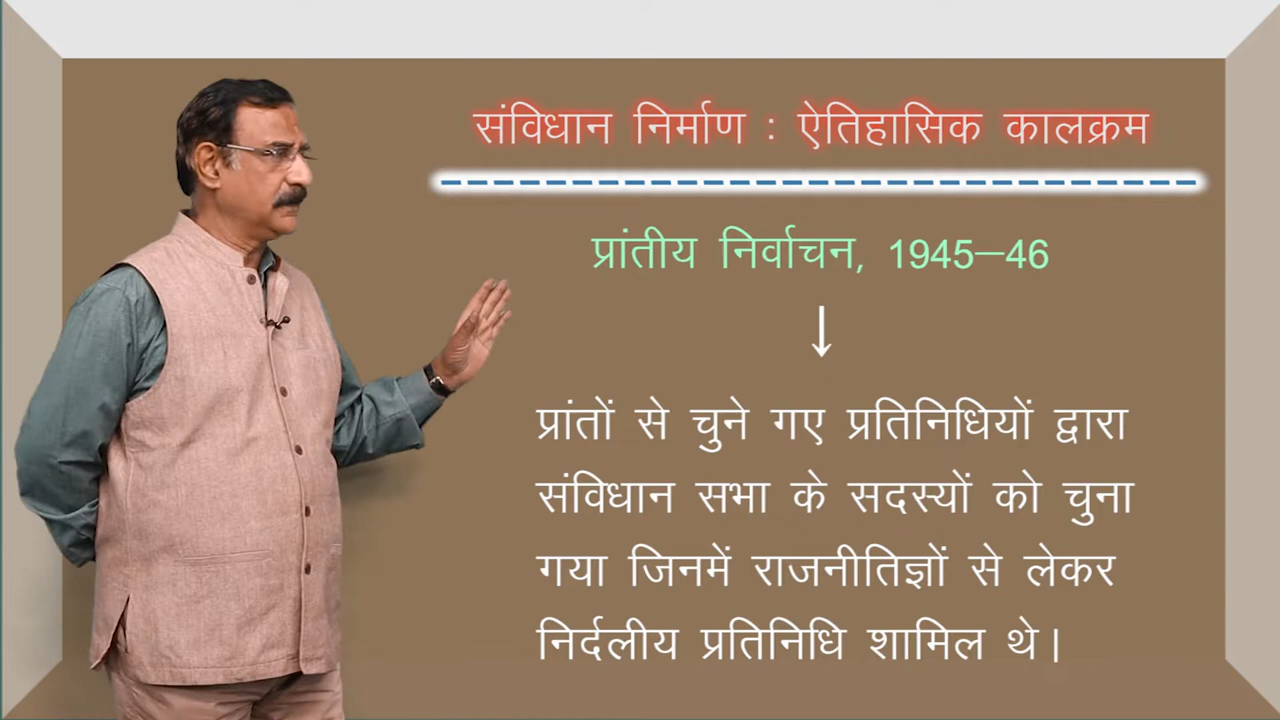 संविधान निर्माण : ऐतिहासिक कालक्रम
प्रांतीय निर्वाचन, 1945–46
प्रांतों से चुने गए प्रतिनिधियों द्वारा
संविधान सभा के सदस्यों को चुना
गया जिनमें राजनीतिज्ञों से लेकर
निर्दलीय प्रतिनिधि शामिल थे|